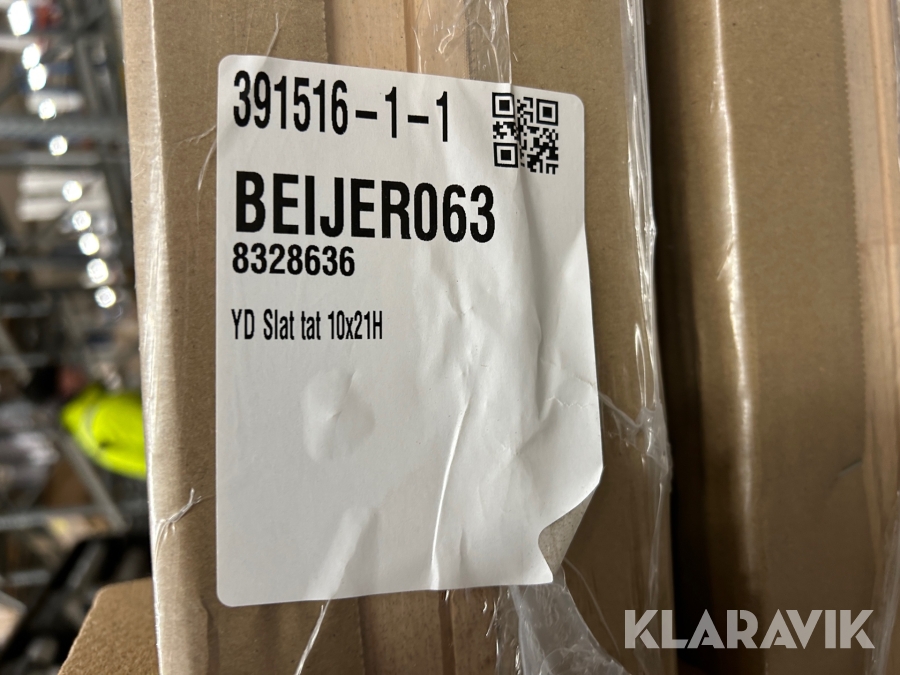 391516-1-1
BEIJER063
8328636
YD Slat tat 10x21H
KLARAVIK